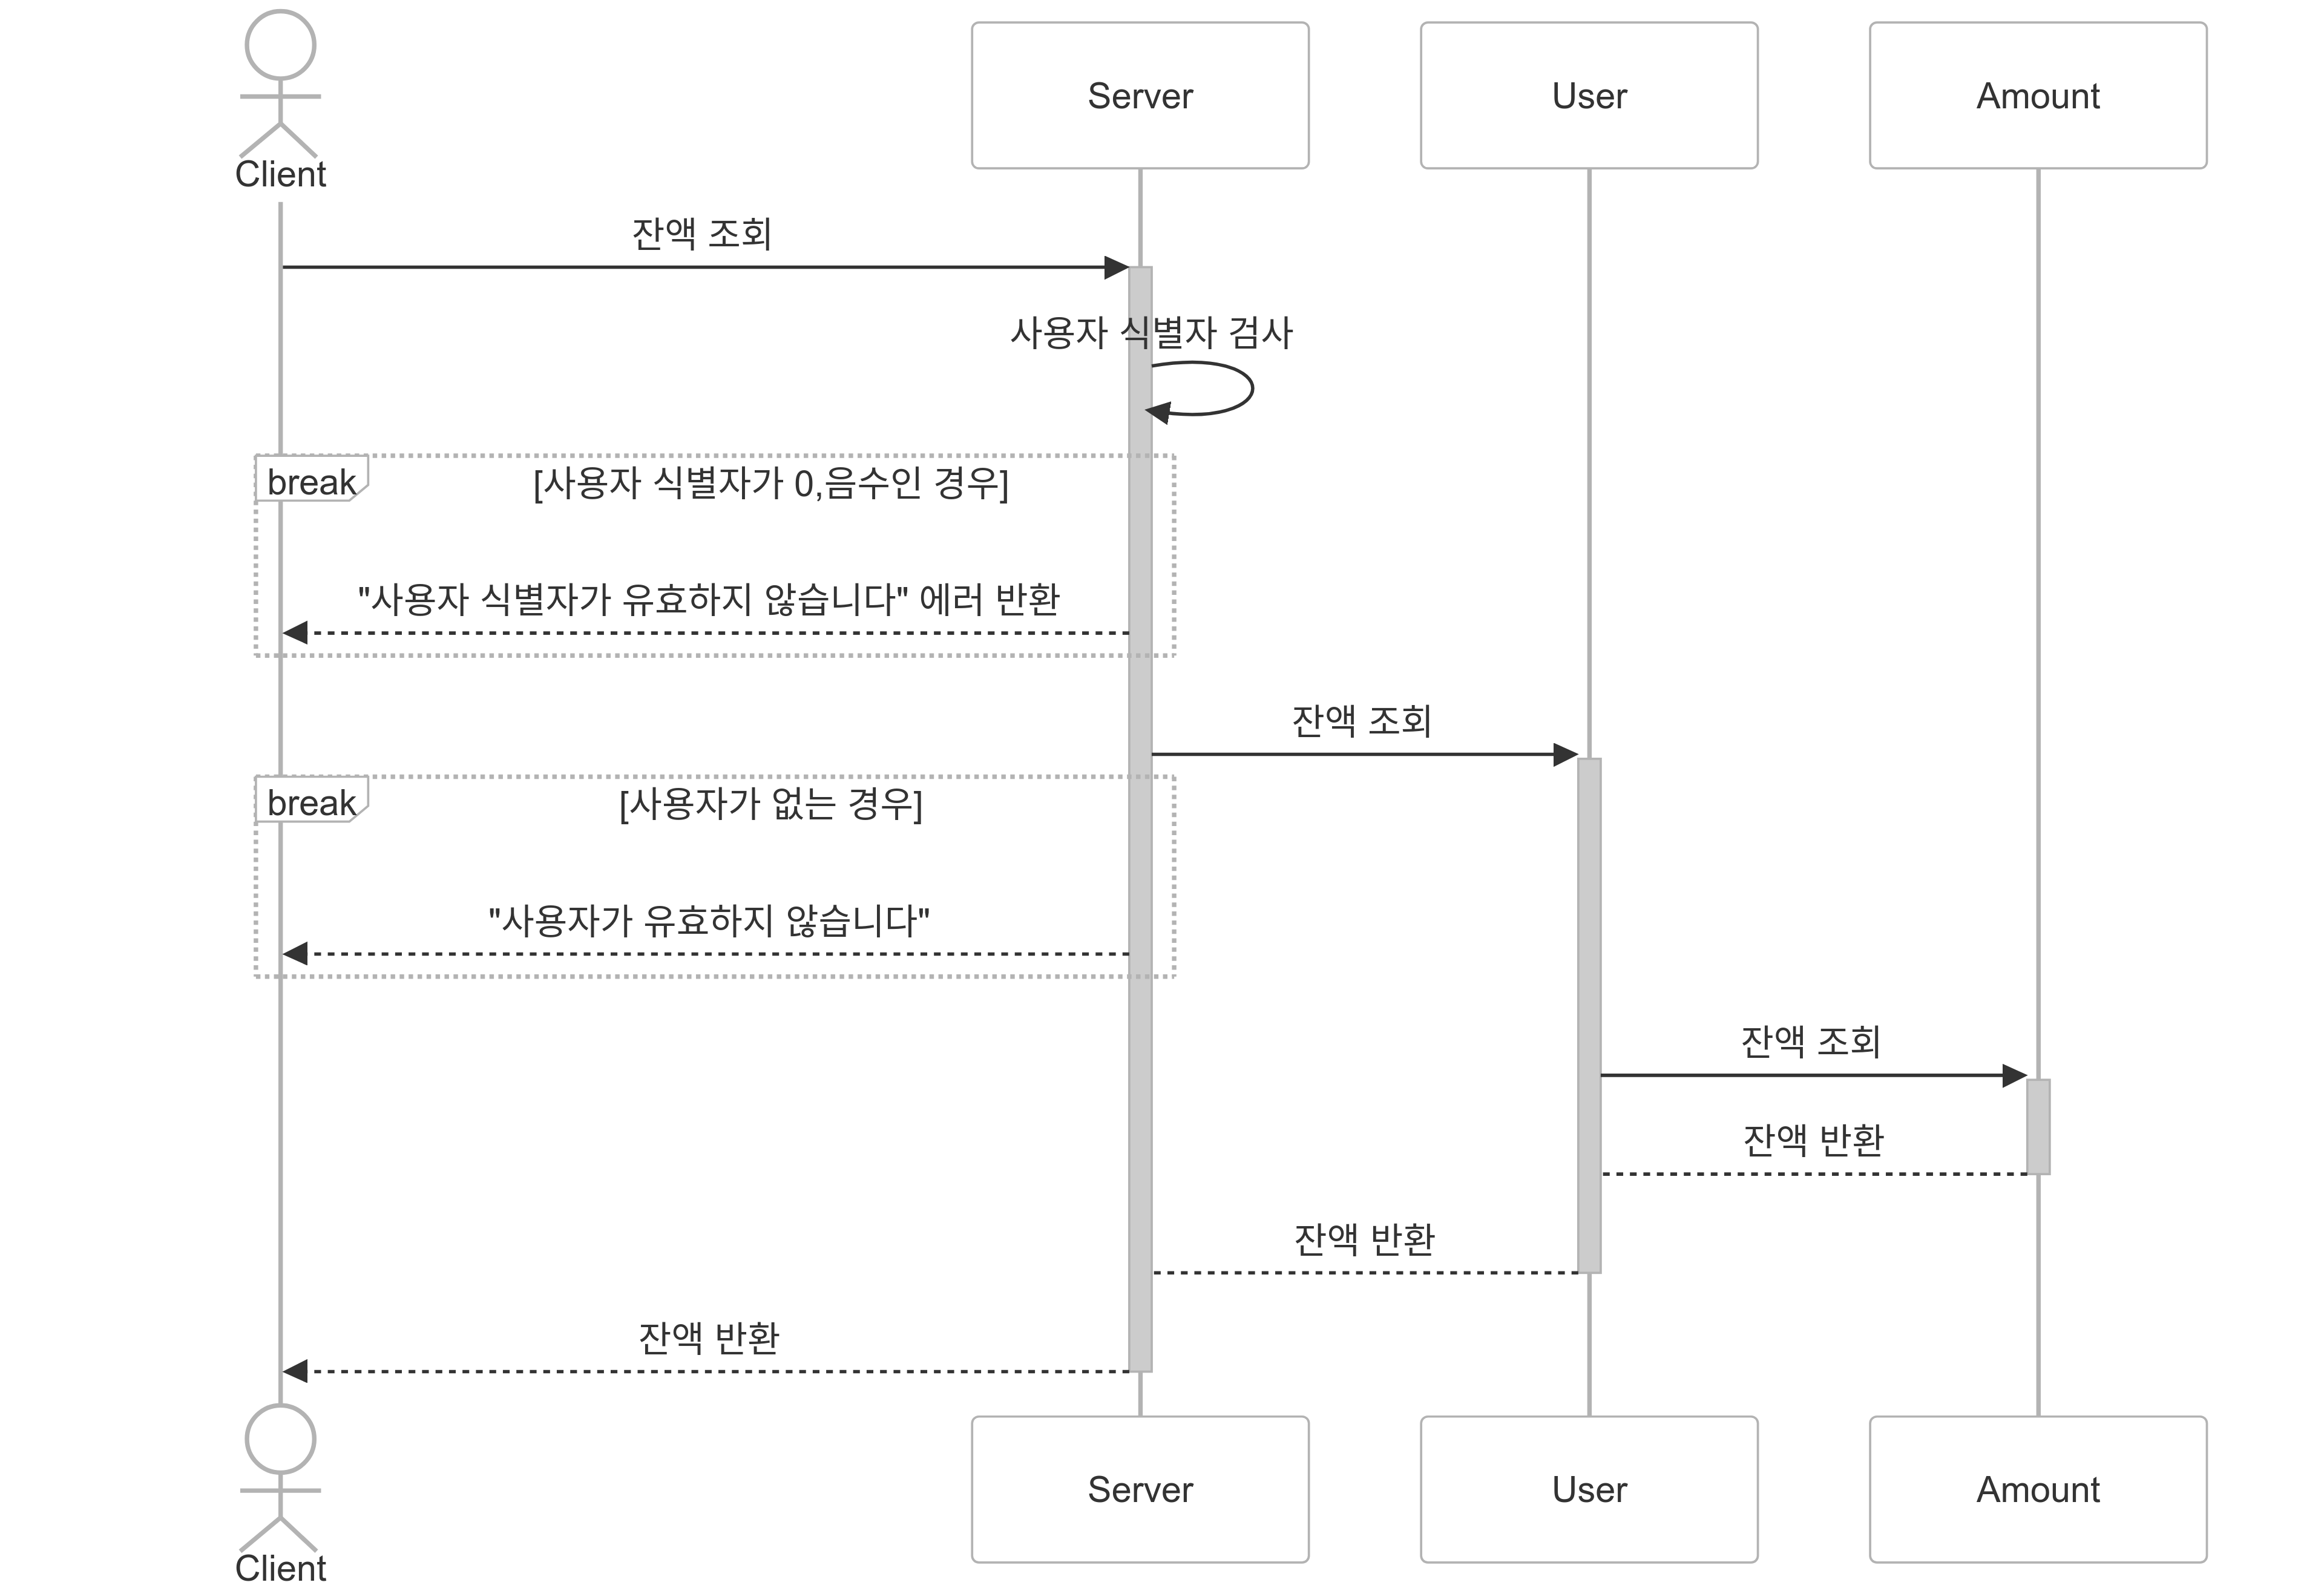 Client
Server
User
Amount
잔액 조회
사용자 식별자 검사
break
[사용자 식별자가 0,음수인 경우]
"사용자 식별자가 유효하지 않습니다" 에러 반환
잔액 조회
break
[사용자가 없는 경우]
"사용자가 유효하지 않습니다"
잔액 조회
잔액 반환
잔액 반환
잔액 반환
Client
Server
User
Amount